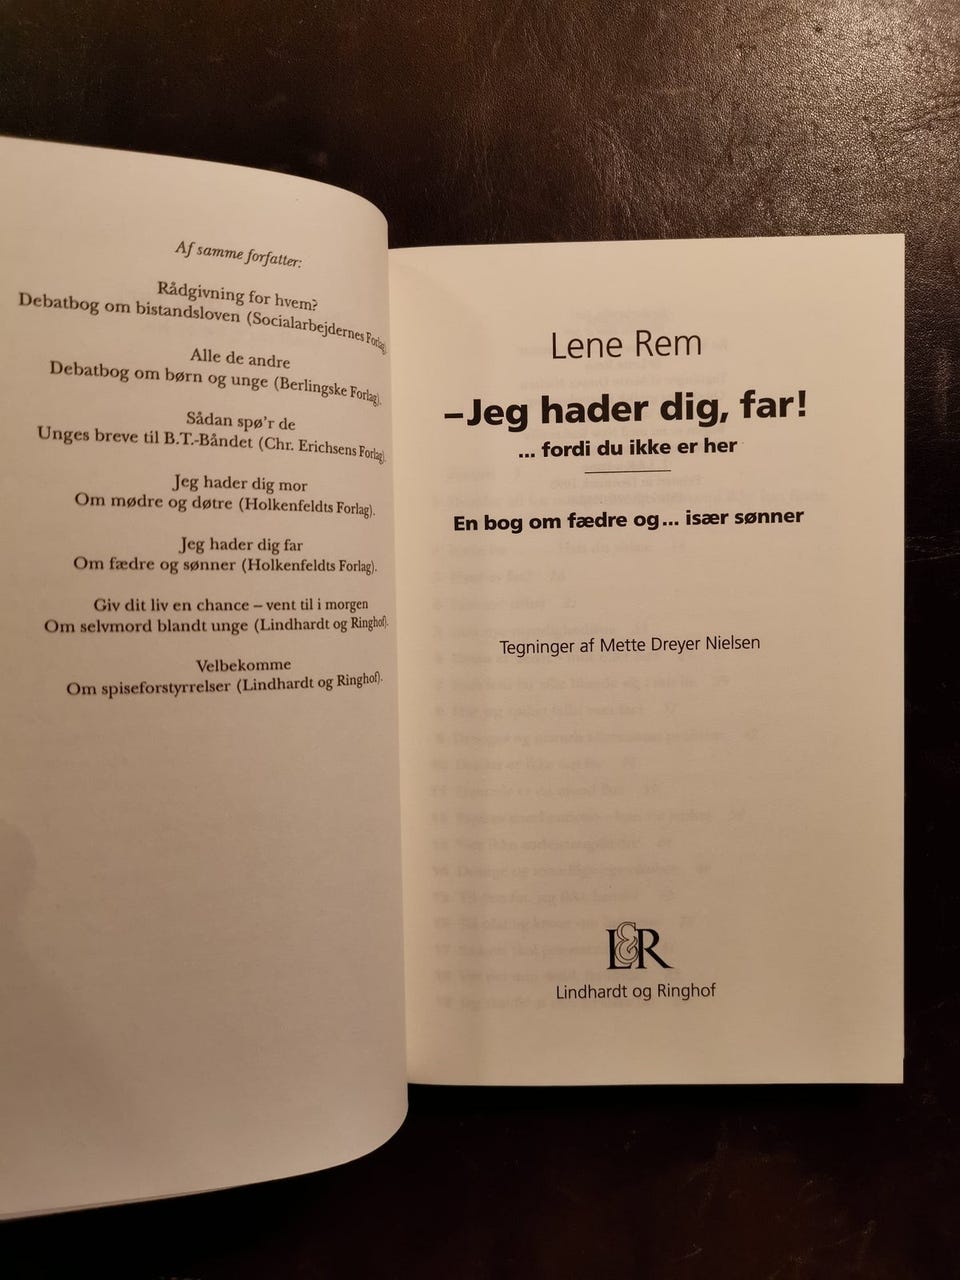 Af samme forfatter:
Rådgivning for hvem?
Debatbog om bistandsloven (Socialarbejdernes Forlag)
Alle de andre
Debatbog om børn og unge (Berlingske Forlag).
Sådan spø'r de
Unges breve til B.T.-Båndet (Chr. Erichsens Forlag).
Jeg hader dig mor
Om mødre og døtre (Holkenfeldts Forlag).
Jeg hader dig far
Om fædre og sønner (Holkenfeldts Forlag).
Giv dit liv en chance – vent til i morgen
Om selvmord blandt unge (Lindhardt og Ringhof).
Velbekomme
Om spiseforstyrrelser (Lindhardt og Ringhof).
Lene Rem
–Jeg hader dig, far!
... fordi du ikke er her
En bog om fædre og... især sønner
Tegninger af Mette Dreyer Nielsen
L&R
Lindhardt og Ringhof